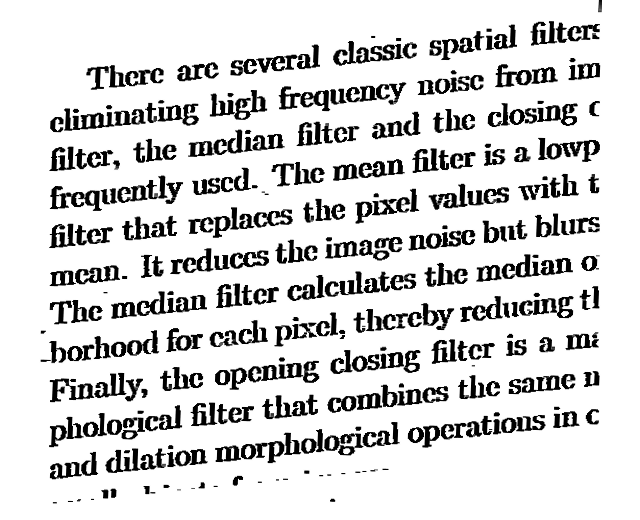 There are several classic spatial filters
eliminating high frequency noise from im
filter, the median filter and the closing c
frequently used. The mean filter is a lowp
filter that replaces the pixel values with t
mean. It reduces the image noise but blurs
The median filter calculates the median o
borhood for each pixel, thereby reducing th
Finally, the opening closing filter is a ma
phological filter that combines the same n
and dilation morphological operations in c